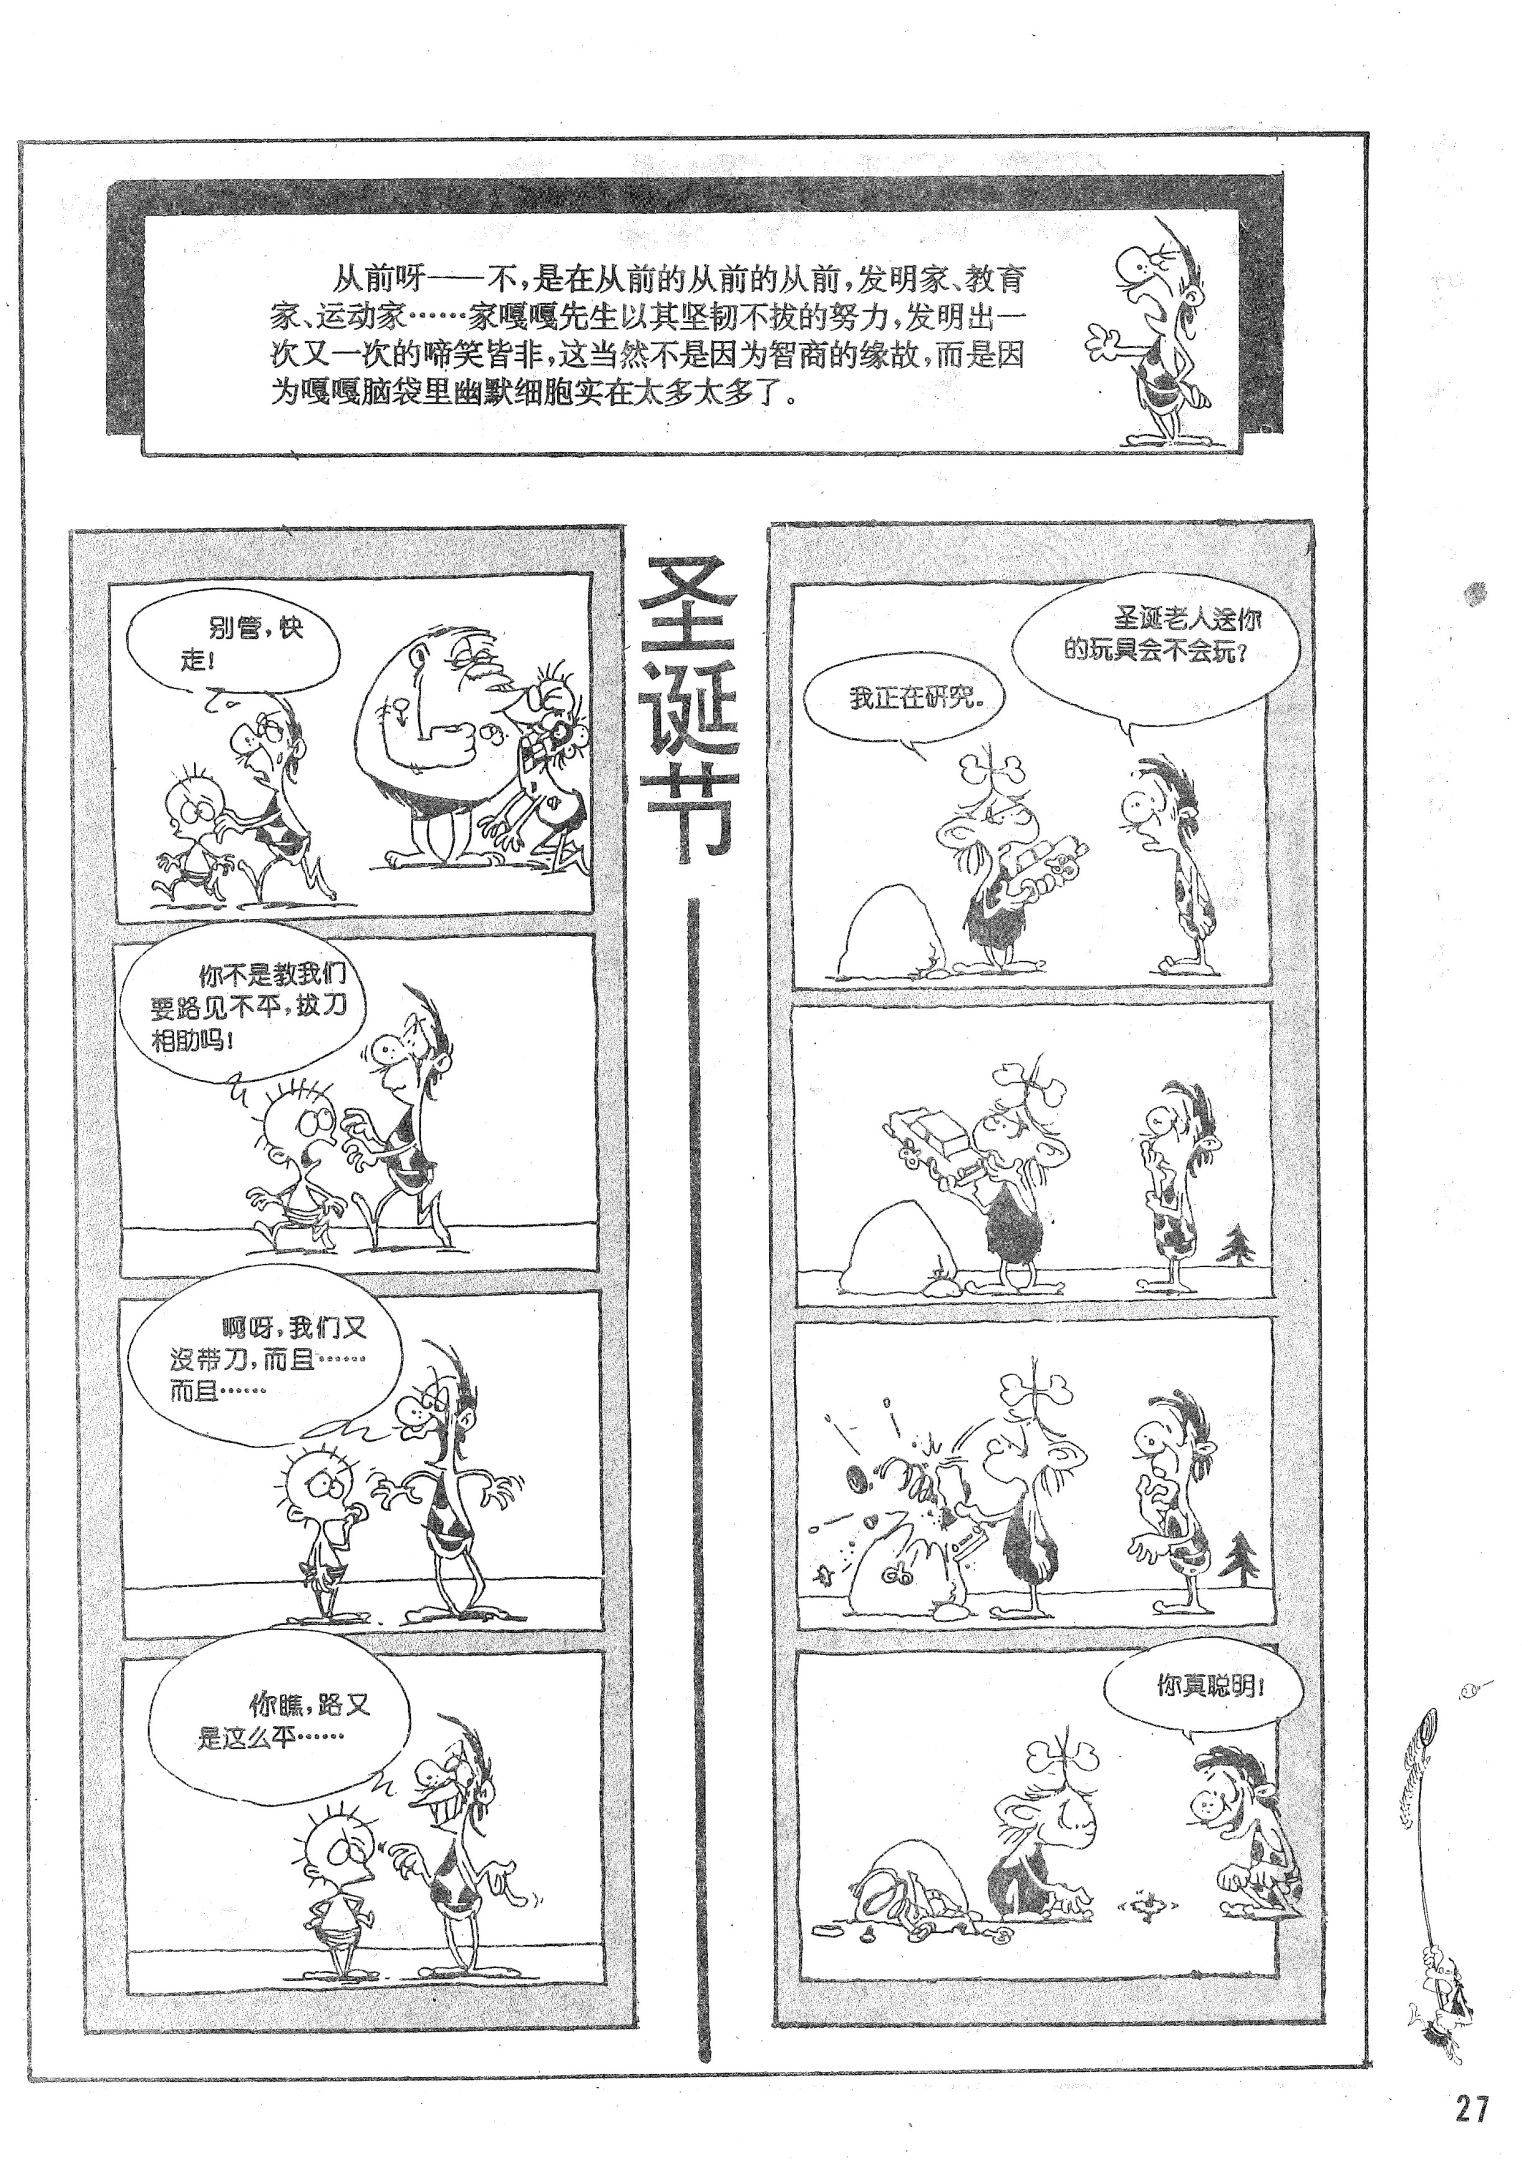 从前呀——不,是在从前的从前的从前,发明家、教育
家、运动家……家嘎嘎先生以其坚韧不拔的努力,发明出一
次又一次的啼笑皆非,这当然不是因为智商的缘故,而是因
为嘎嘎脑袋里幽默细胞实在太多太多了。
圣诞节
别管,快
走!
你不是教我们
要路见不平,拔刀
相助吗!
啊呀,我们又
沒带刀,而且……
而且……
你瞧,路又
是这么平……
圣诞老人送你
的玩具会不会玩?
我正在研究。
你真聪明!
27